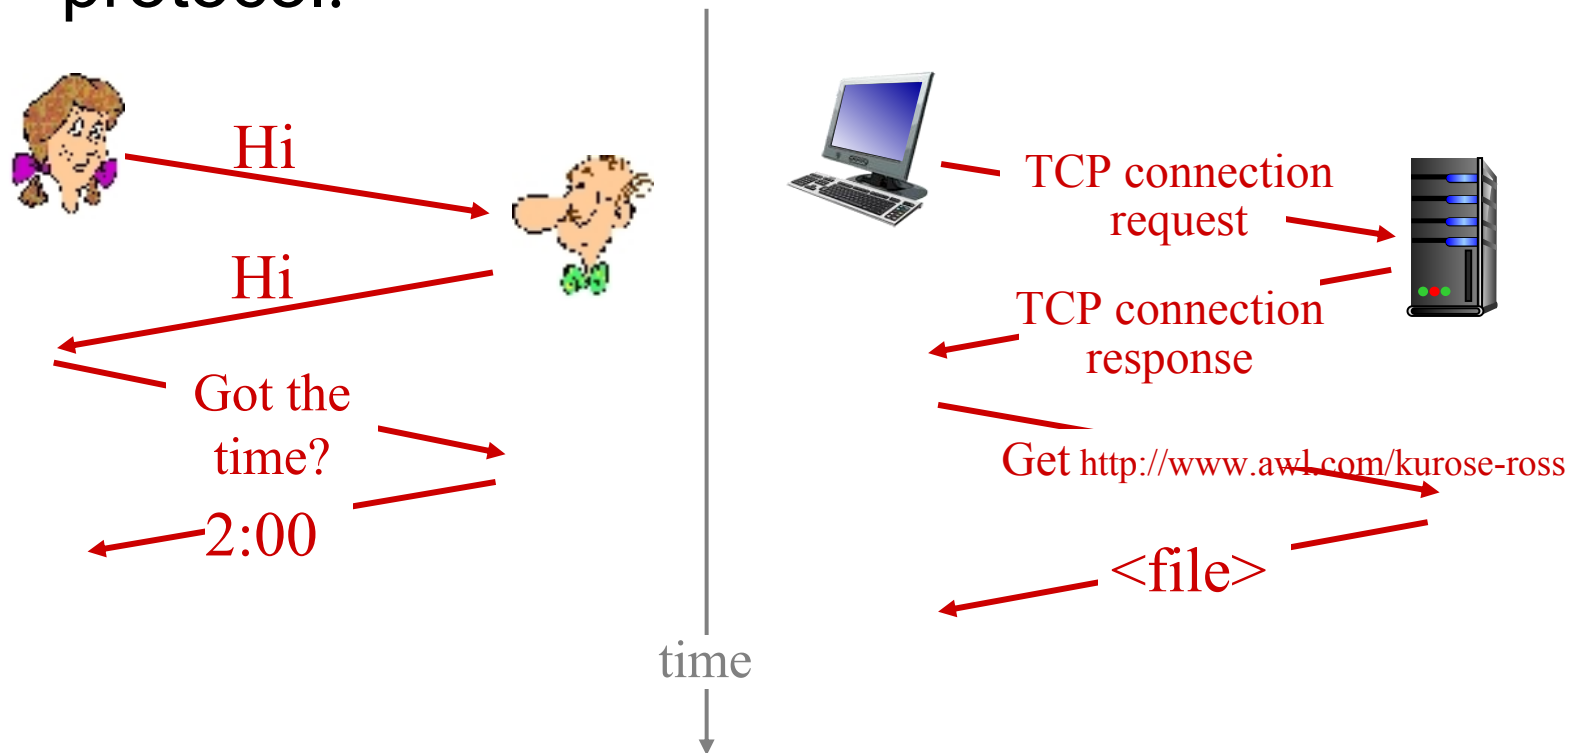 protocol:
Hi
Hi
Got the
time?
2:00
TCP connection
request
TCP connection
response
Get http://www.awl.com/kurose-ross
<file>
time